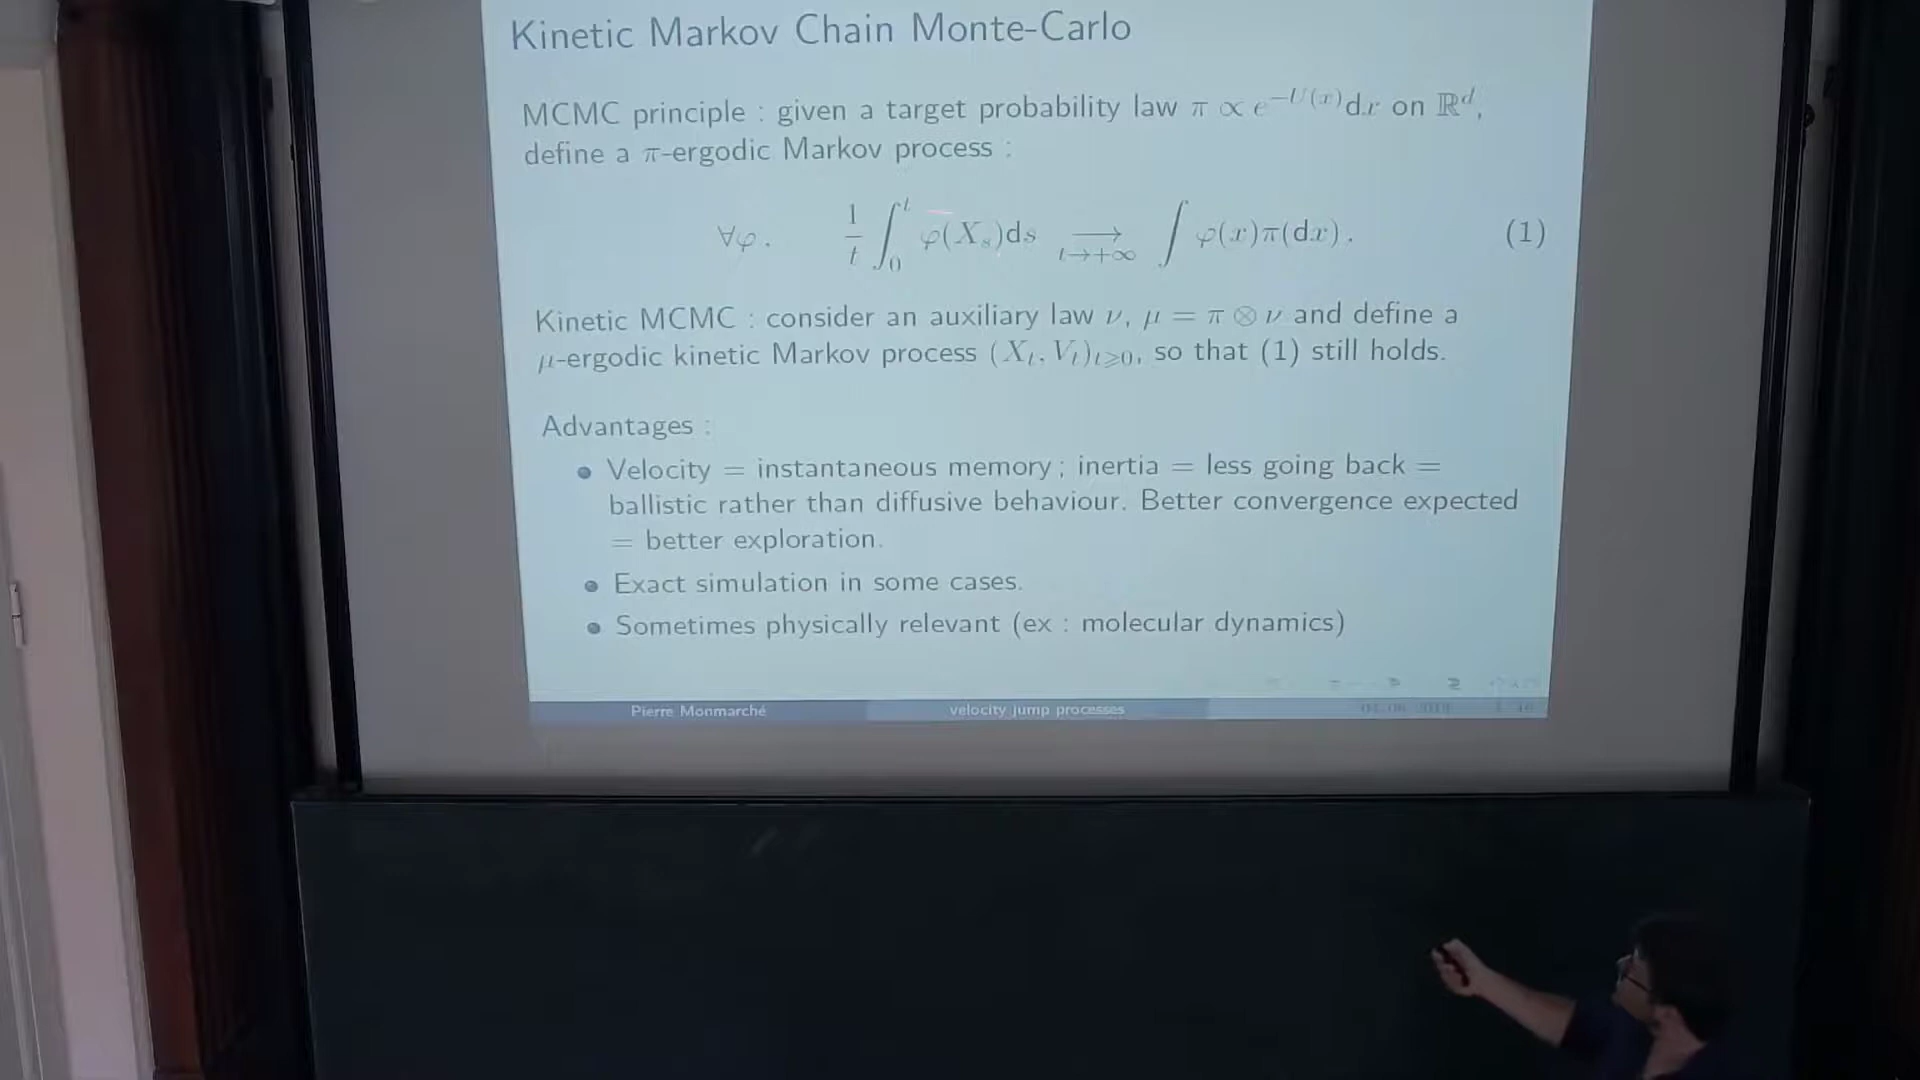 Kinetic Markov Chain Monte-Carlo
MCMC principle : given a target probability law π ∝ e^{−U(x)}dx on ℝ^d,
define a π-ergodic Markov process :
∀φ, 1/t ∫_0^t φ(X_s)ds ⟶_{t→+∞} ∫ φ(x)π(dx). (1)
Kinetic MCMC : consider an auxiliary law ν, μ = π ⊗ ν and define a
μ-ergodic kinetic Markov process (X_t, V_t)_{t⩾0}, so that (1) still holds.
Advantages :
Velocity = instantaneous memory ; inertia = less going back =
ballistic rather than diffusive behaviour. Better convergence expected
= better exploration.
Exact simulation in some cases.
Sometimes physically relevant (ex : molecular dynamics)
Pierre Monmarché velocity jump processes